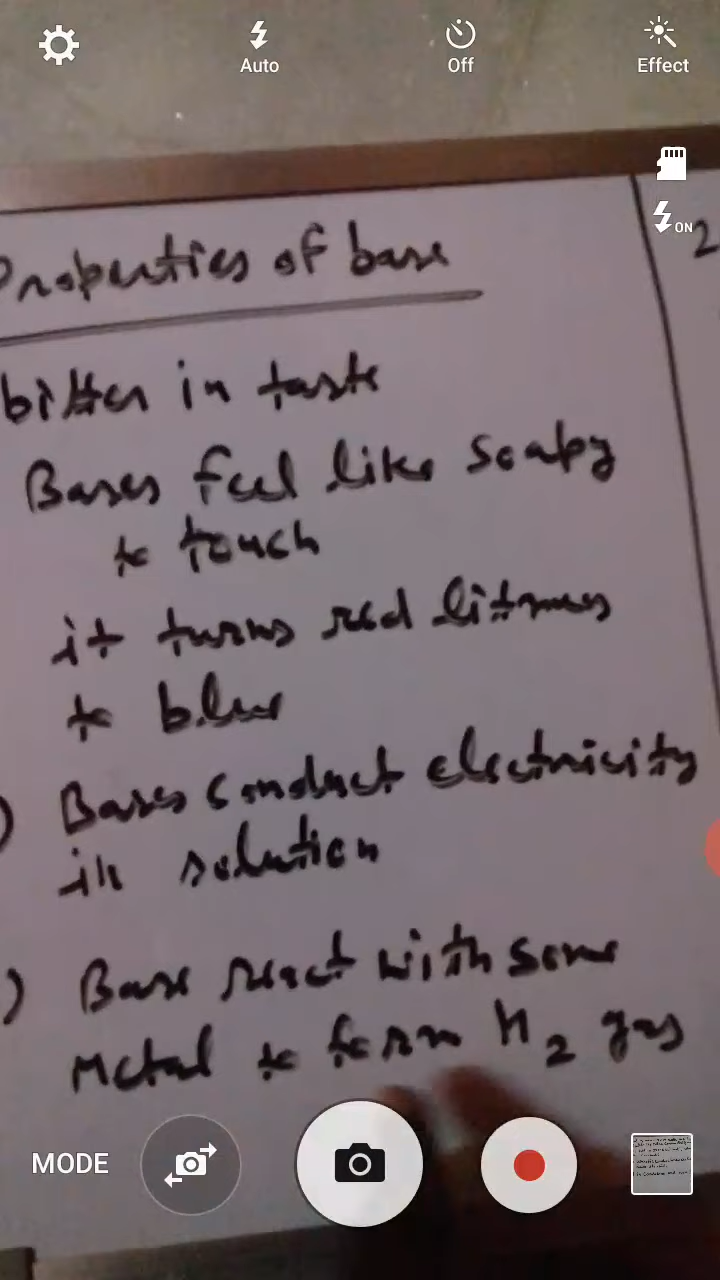 Auto
Off
Effect
ON
2
Properties of base
bitter in taste
Bases feel like soapy
to touch
it turns red litmus
to blue
) Bases conduct electricity
in solution
) Base react with some
Metal to form H2 gas
MODE